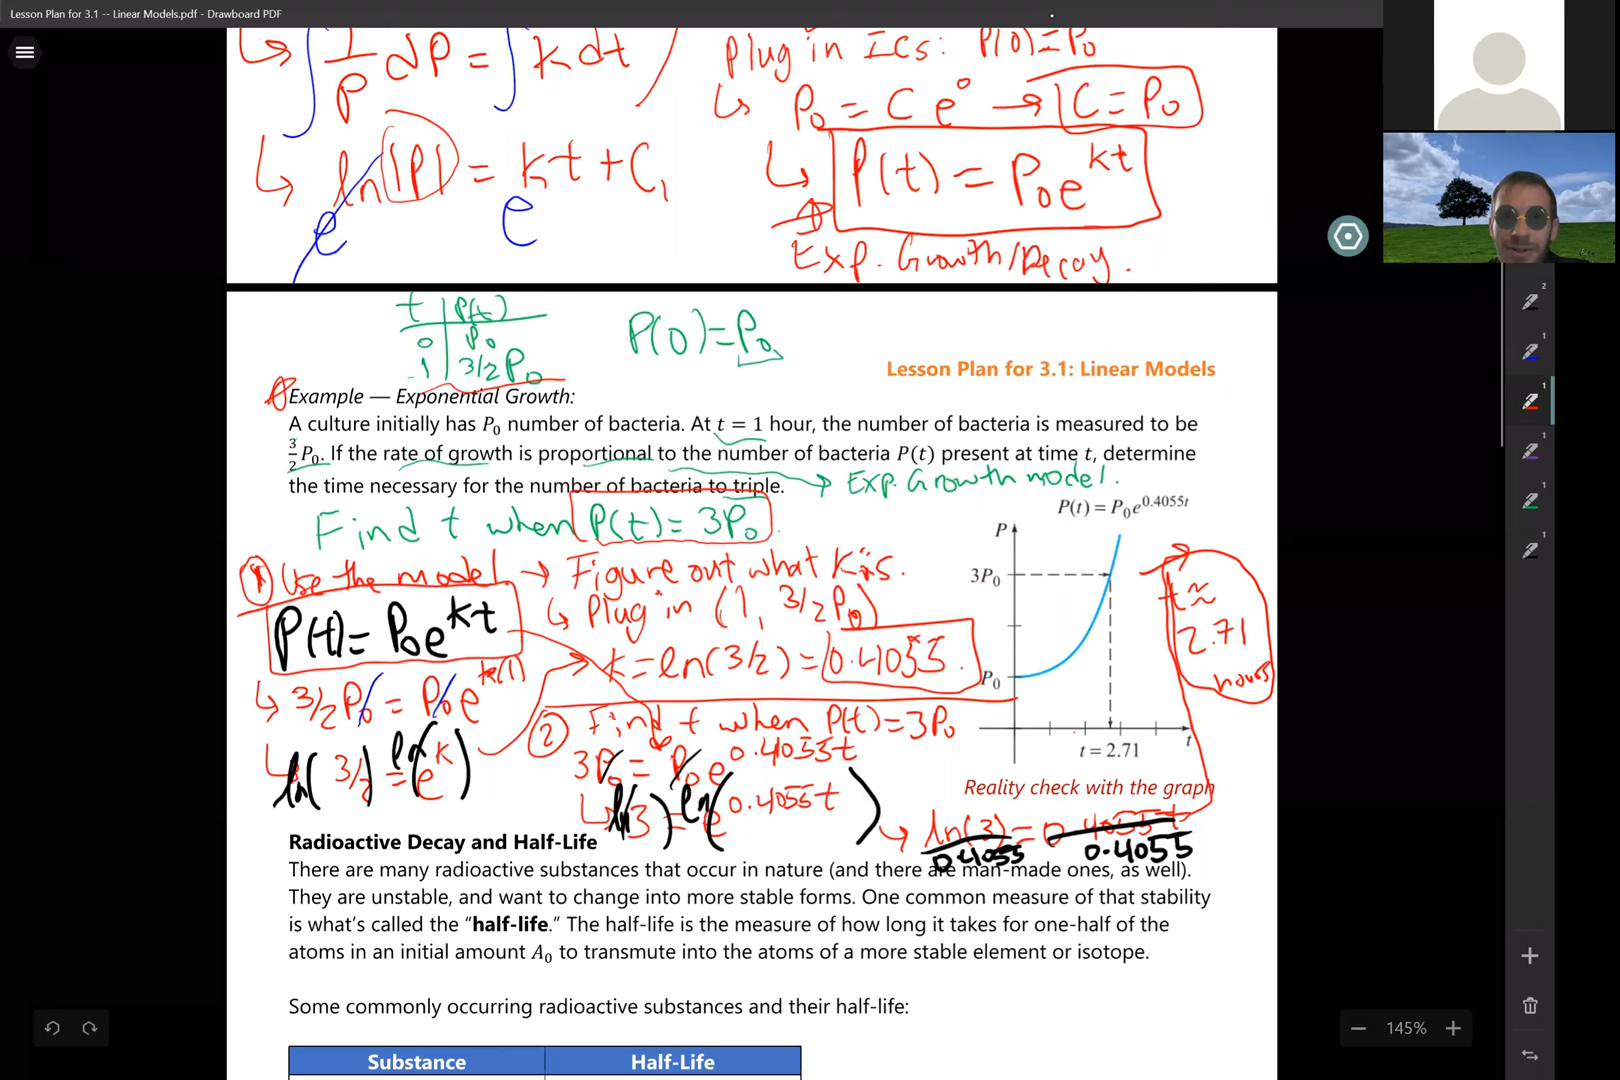 Lesson Plan for 3.1 -- Linear Models.pdf - Drawboard PDF
↳ ∫ 1/P dP = ∫ k dt
↳ ln(|P|) = kt + C₁
e e
Plug in ICs: P(0) = P₀
↳ P₀ = C e⁰ → C = P₀
↳ P(t) = P₀e^kt
Exp. Growth/Decay.
t | P(t)
0 | P₀
1 | 3/2 P₀
P(0) = P₀
Lesson Plan for 3.1: Linear Models
Example — Exponential Growth:
A culture initially has P₀ number of bacteria. At t = 1 hour, the number of bacteria is measured to be
3/2 P₀. If the rate of growth is proportional to the number of bacteria P(t) present at time t, determine
the time necessary for the number of bacteria to triple.
→ Exp. Growth model.
Find t when P(t) = 3P₀
① Use the model → Figure out what k is.
P(t) = P₀e^kt
↳ Plug in (1, 3/2 P₀)
k = ln(3/2) = 0.4055.
↳ 3/2 P₀ = P₀e^k(1)
↳ ln(3/2) = ln(e^k)
② Find t when P(t) = 3P₀
3P₀ = P₀e^0.4055t
↳ ln(3) = ln(e^0.4055t)
↳ ln(3) = 0.4055t
0.4055 0.4055
t ≈
2.71
hours
P(t) = P₀e^0.4055t
P
3P₀
P₀
t = 2.71
t
Reality check with the graph
Radioactive Decay and Half-Life
There are many radioactive substances that occur in nature (and there are man-made ones, as well).
They are unstable, and want to change into more stable forms. One common measure of that stability
is what’s called the “half-life.” The half-life is the measure of how long it takes for one-half of the
atoms in an initial amount A₀ to transmute into the atoms of a more stable element or isotope.
Some commonly occurring radioactive substances and their half-life:
Substance Half-Life
2
1
1
1
1
1
145%